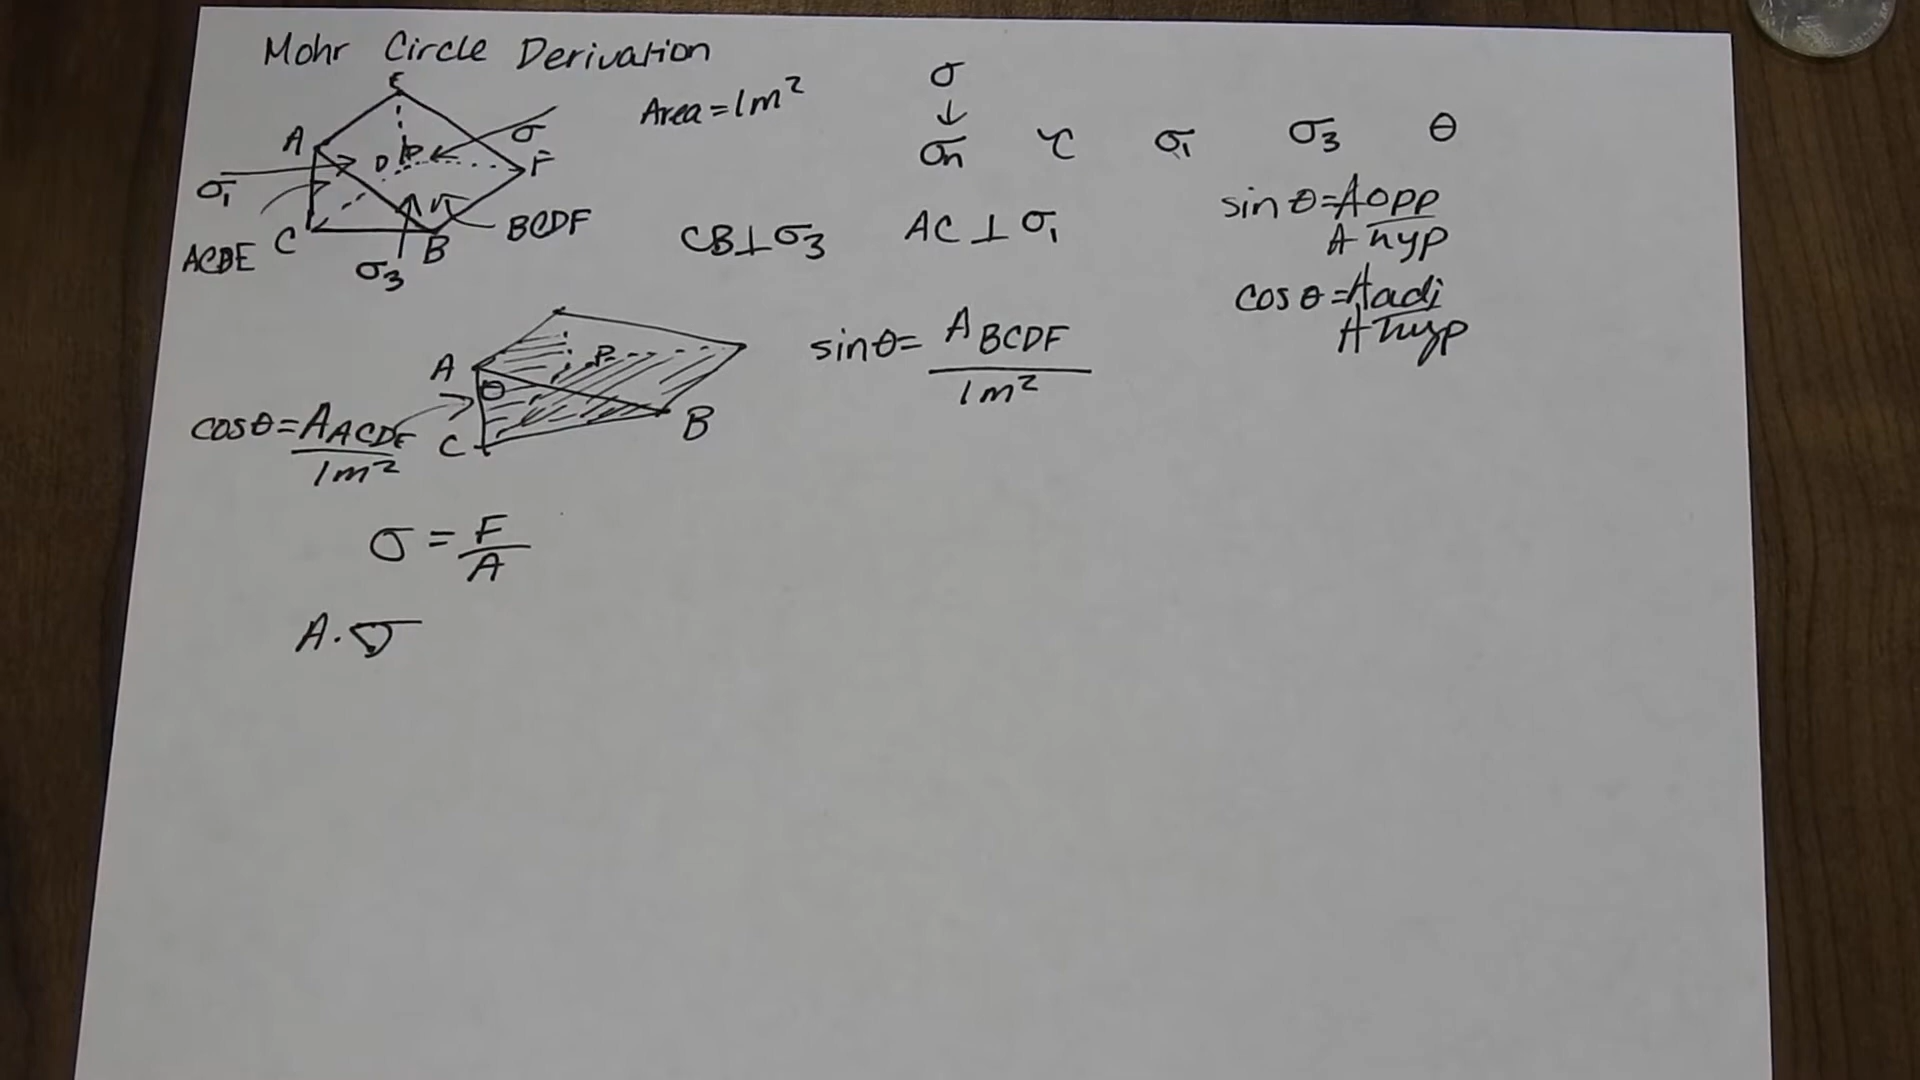 Mohr Circle Derivation
E
Area = 1m²
σ
↓
σn τ σ₁ σ₃ θ
A
σ
D P
F
σ₁
sin θ = A opp / A hyp
BCDF
CB ⊥ σ₃
AC ⊥ σ₁
ACDE C
σ₃ B
cos θ = A adj / A hyp
sin θ = A BCDF / 1m²
A
P
θ
B
cos θ = A ACDE / 1m²
C
σ = F / A
A · σ